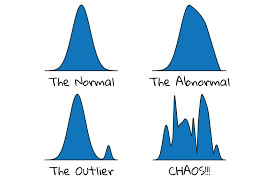 The Normal
The Abnormal
The Outlier
CHAOS!!!